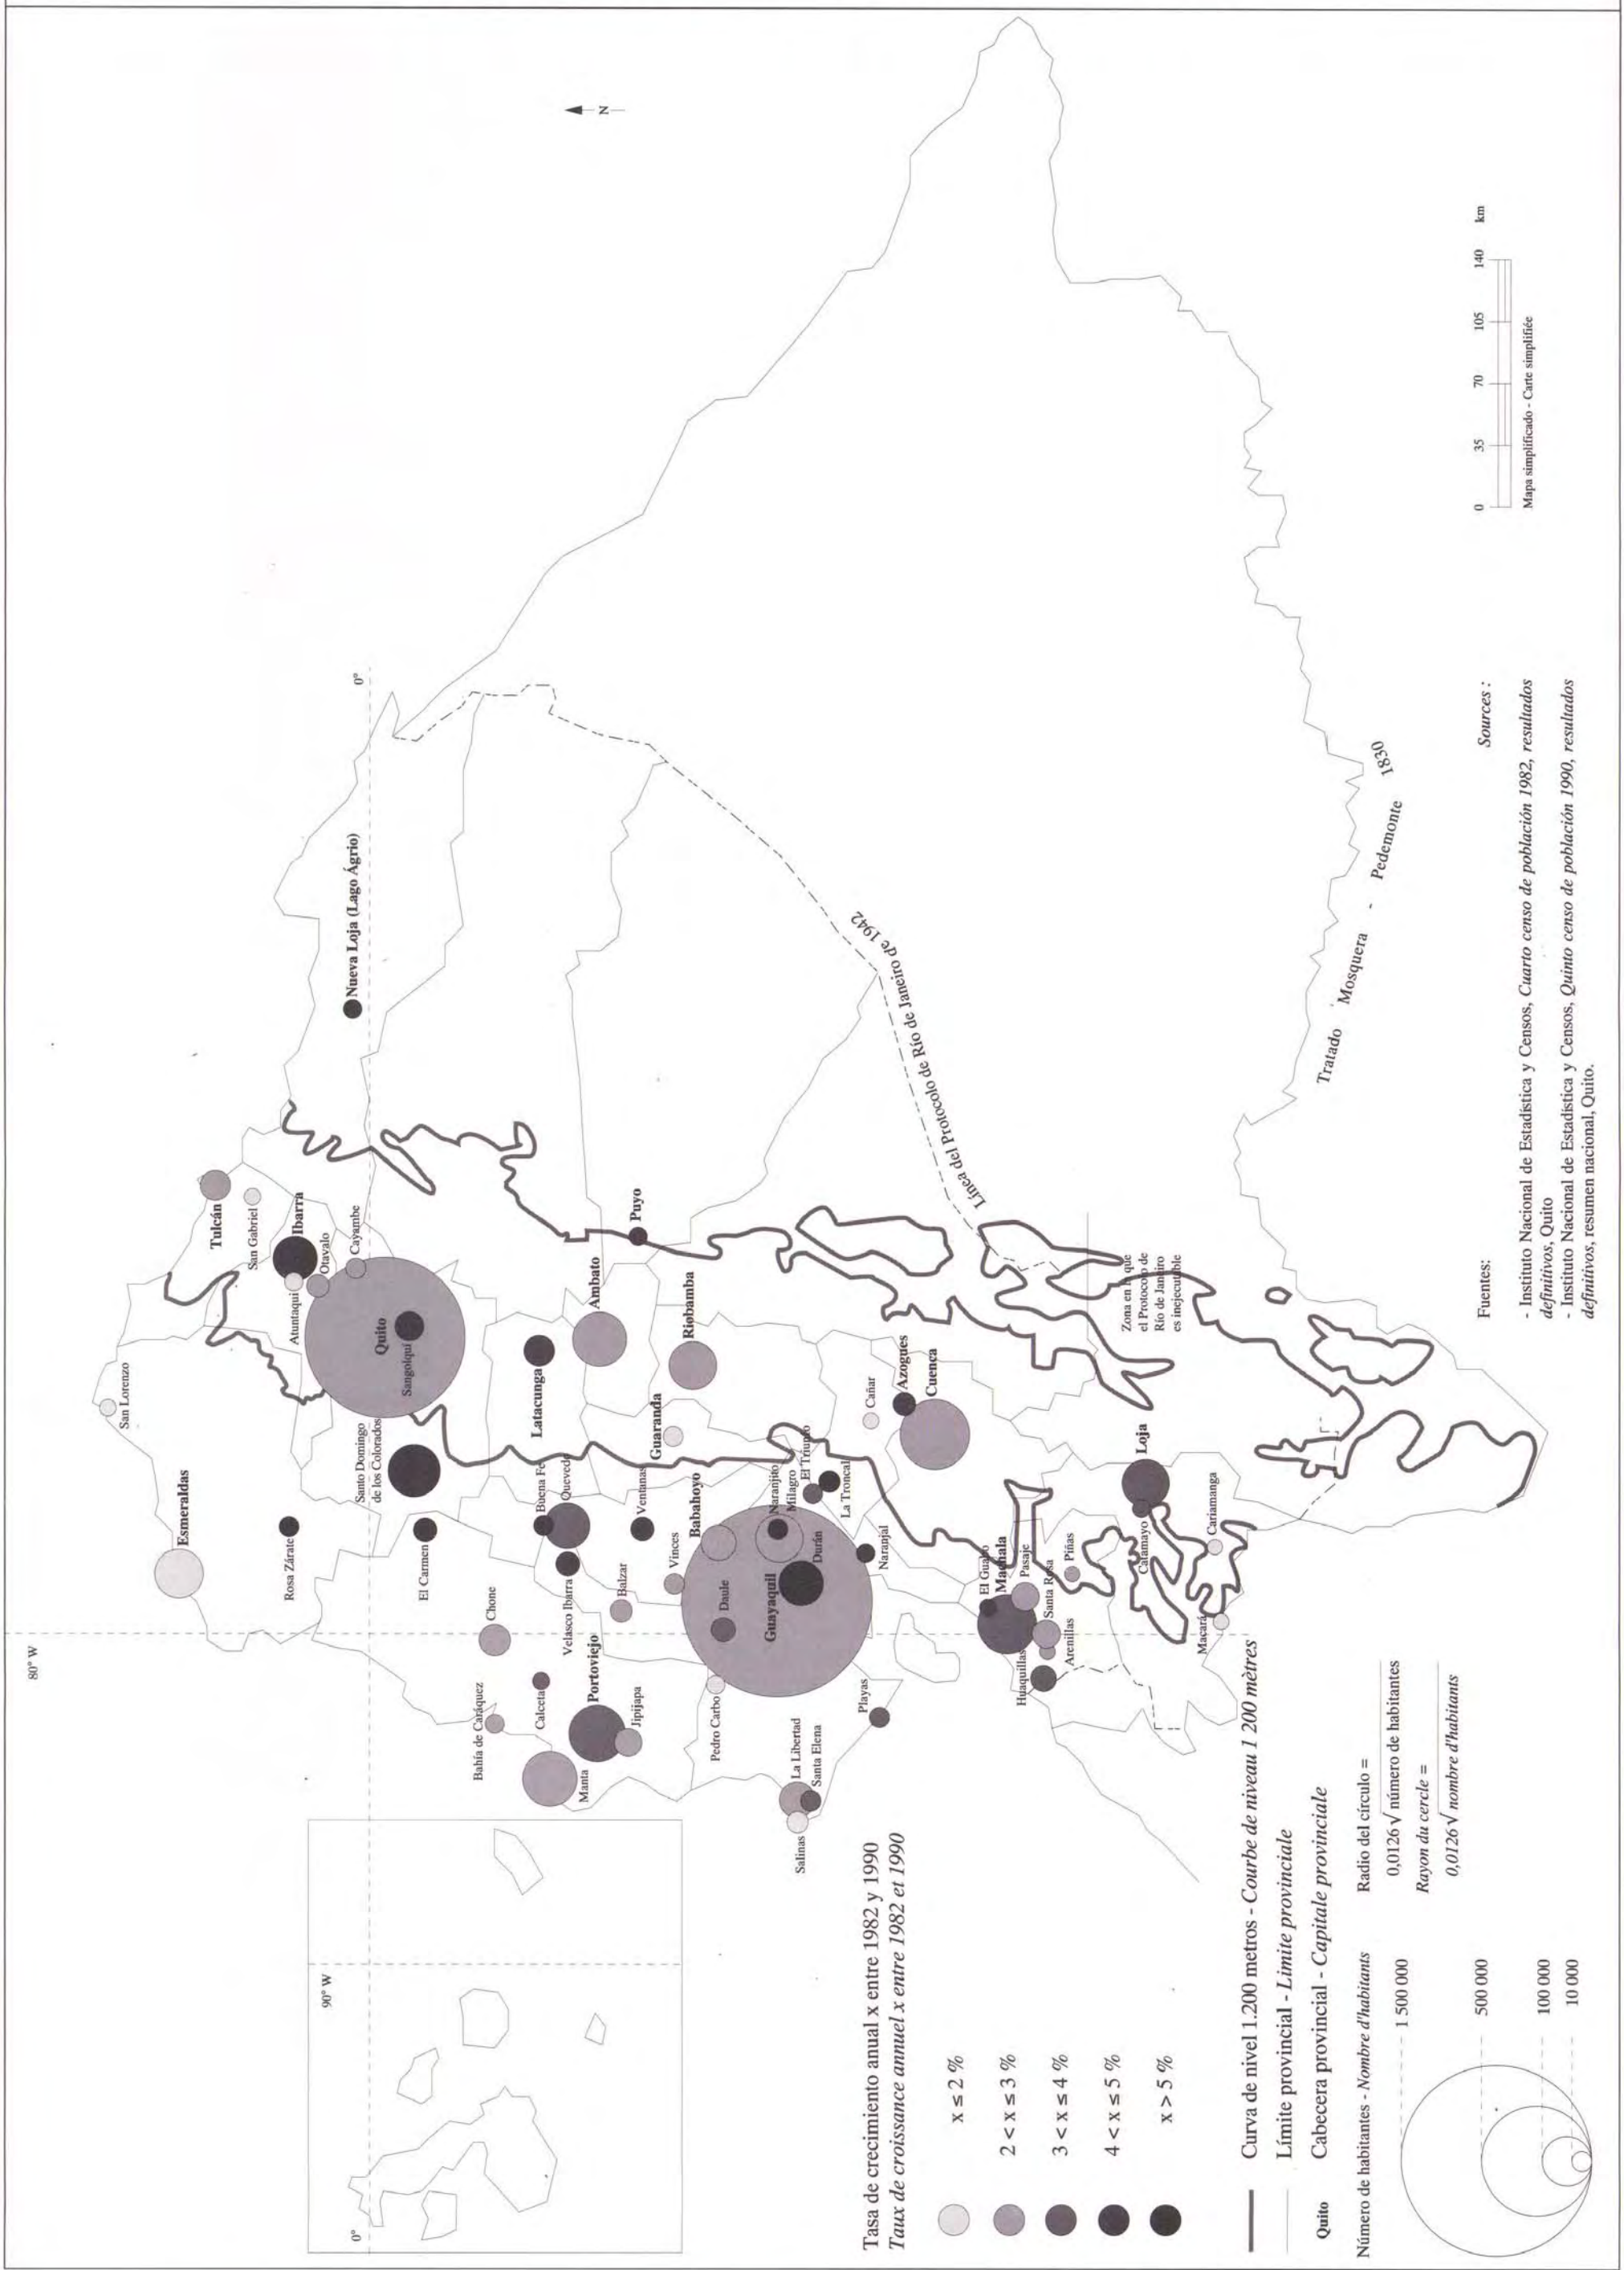 80° W
90° W
0°
0°
N
San Lorenzo
Esmeraldas
Tulcán
San Gabriel
Ibarra
Atuntaqui
Otavalo
Cayambe
Nueva Loja (Lago Ágrio)
Rosa Zárate
Quito
Sangolquí
Santo Domingo
de los Colorados
El Carmen
Chone
Bahía de Caráquez
Calceta
Buena Fe
Quevedo
Velasco Ibarra
Latacunga
Ambato
Puyo
Portoviejo
Manta
Jipijapa
Balzar
Ventanas
Vinces
Guaranda
Riobamba
Babahoyo
Pedro Carbo
Daule
Guayaquil
Durán
Naranjito
Milagro
El Triunfo
La Troncal
Naranjal
La Libertad
Santa Elena
Salinas
Playas
Cañar
Azogues
Cuenca
El Guabo
Machala
Pasaje
Santa Rosa
Piñas
Huaquillas
Arenillas
Loja
Catamayo
Cariamanga
Macará
Línea del Protocolo de Río de Janeiro de 1942
Zona en la que
el Protocolo de
Río de Janeiro
es inejecutable
Tratado Mosquera - Pedemonte 1830
Tasa de crecimiento anual x entre 1982 y 1990
Taux de croissance annuel x entre 1982 et 1990
x ≤ 2 %
2 < x ≤ 3 %
3 < x ≤ 4 %
4 < x ≤ 5 %
x > 5 %
Curva de nivel 1.200 metros - Courbe de niveau 1 200 mètres
Límite provincial - Limite provinciale
Quito Cabecera provincial - Capitale provinciale
Número de habitantes - Nombre d'habitants
1 500 000
500 000
100 000
10 000
Radio del círculo =
0,0126 √ número de habitantes
Rayon du cercle =
0,0126 √ nombre d'habitants
Fuentes: Sources :
- Instituto Nacional de Estadística y Censos, Cuarto censo de población 1982, resultados
definitivos, Quito
- Instituto Nacional de Estadística y Censos, Quinto censo de población 1990, resultados
definitivos, resumen nacional, Quito.
0 35 70 105 140 km
Mapa simplificado - Carte simplifiée